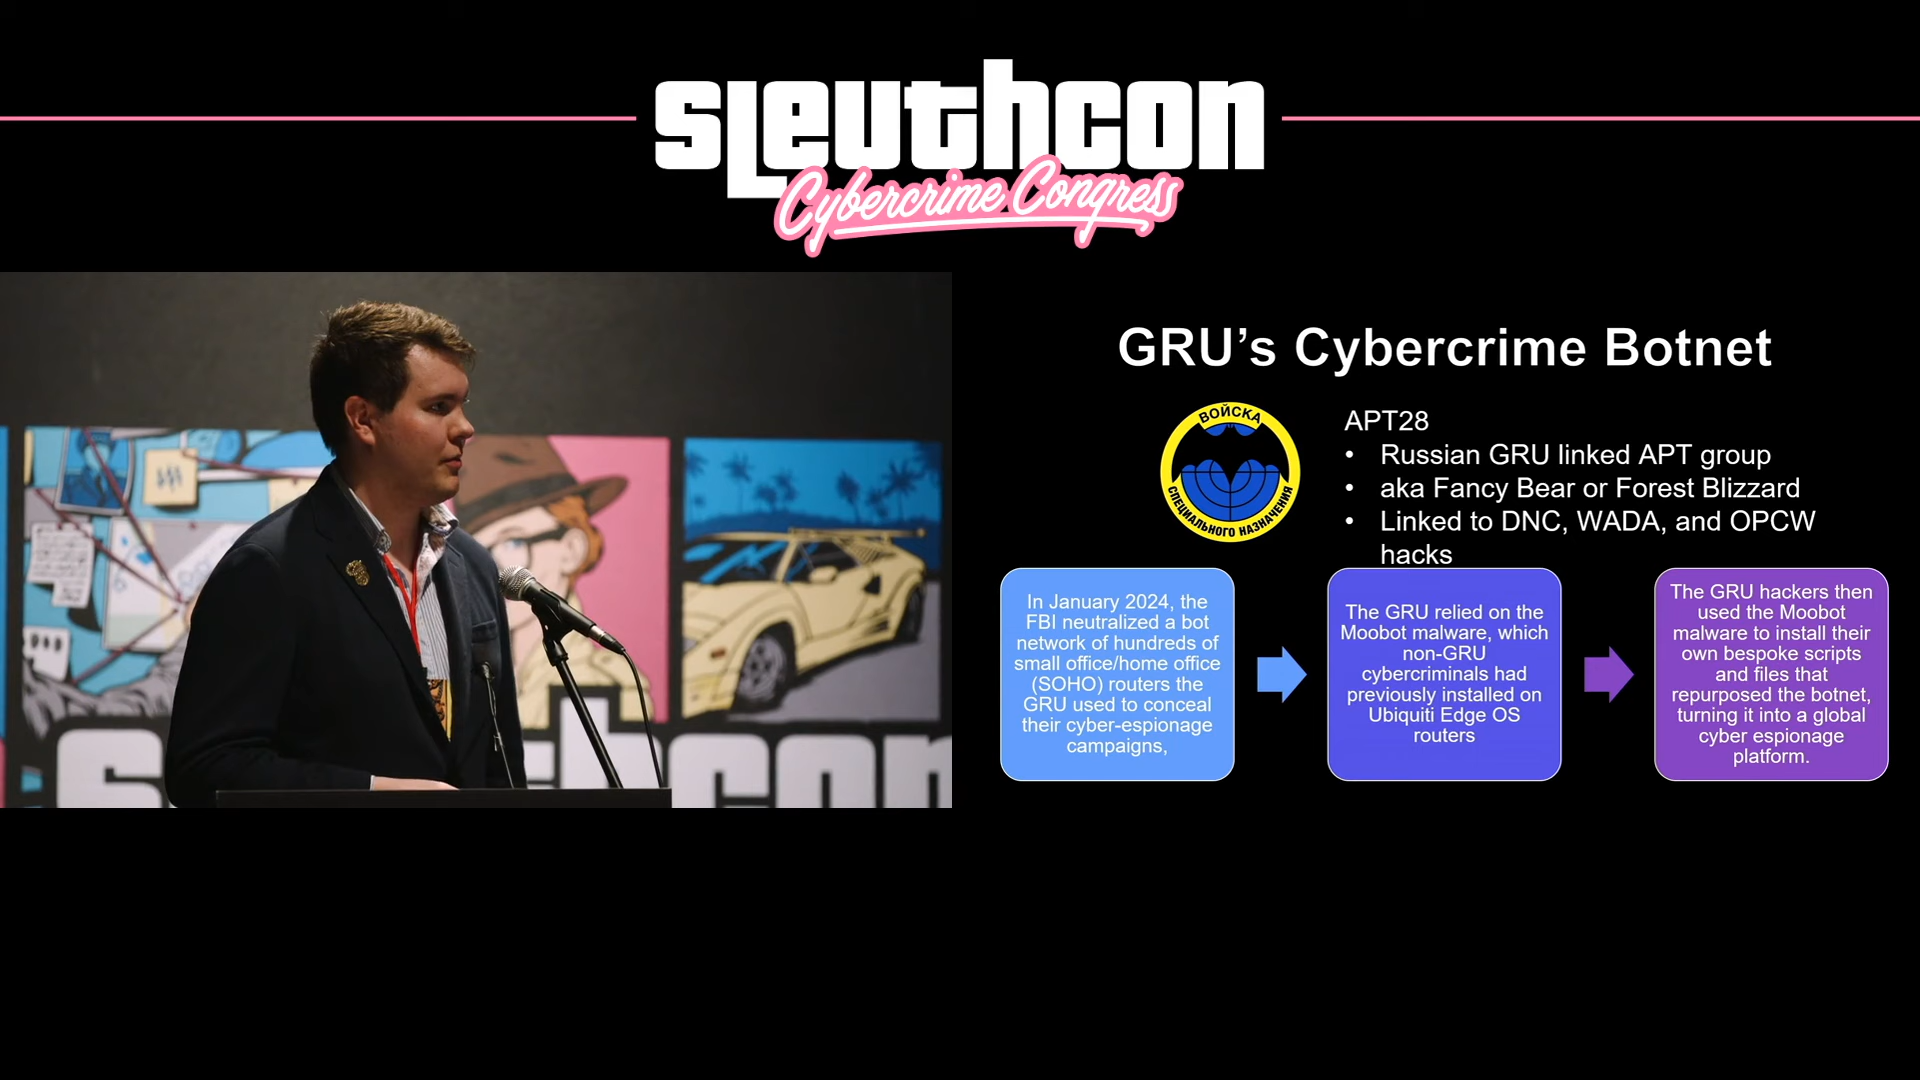 sleuthcon
Cybercrime Congress
GRU’s Cybercrime Botnet
ВОЙСКА
СПЕЦИАЛЬНОГО НАЗНАЧЕНИЯ
APT28
• Russian GRU linked APT group
• aka Fancy Bear or Forest Blizzard
• Linked to DNC, WADA, and OPCW
hacks
In January 2024, the
FBI neutralized a bot
network of hundreds of
small office/home office
(SOHO) routers the
GRU used to conceal
their cyber-espionage
campaigns,
The GRU relied on the
Moobot malware, which
non-GRU
cybercriminals had
previously installed on
Ubiquiti Edge OS
routers
The GRU hackers then
used the Moobot
malware to install their
own bespoke scripts
and files that
repurposed the botnet,
turning it into a global
cyber espionage
platform.